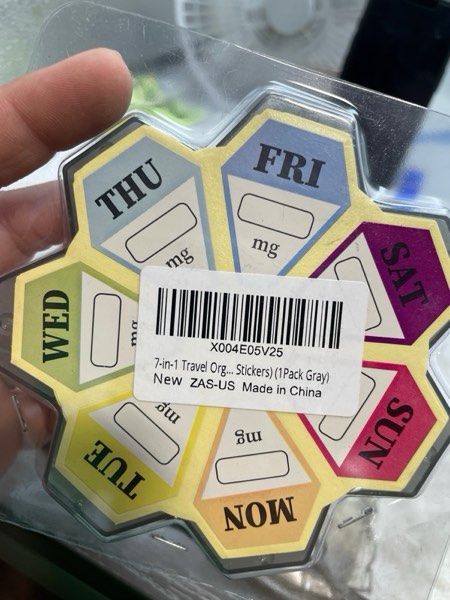 THU
FRI
mg
mg
SAT
WED
mg
X004E05V25
7-in-1 Travel Org... Stickers) (1Pack Gray)
New ZAS-US Made in China
SUN
mg
TUE
mg
MON